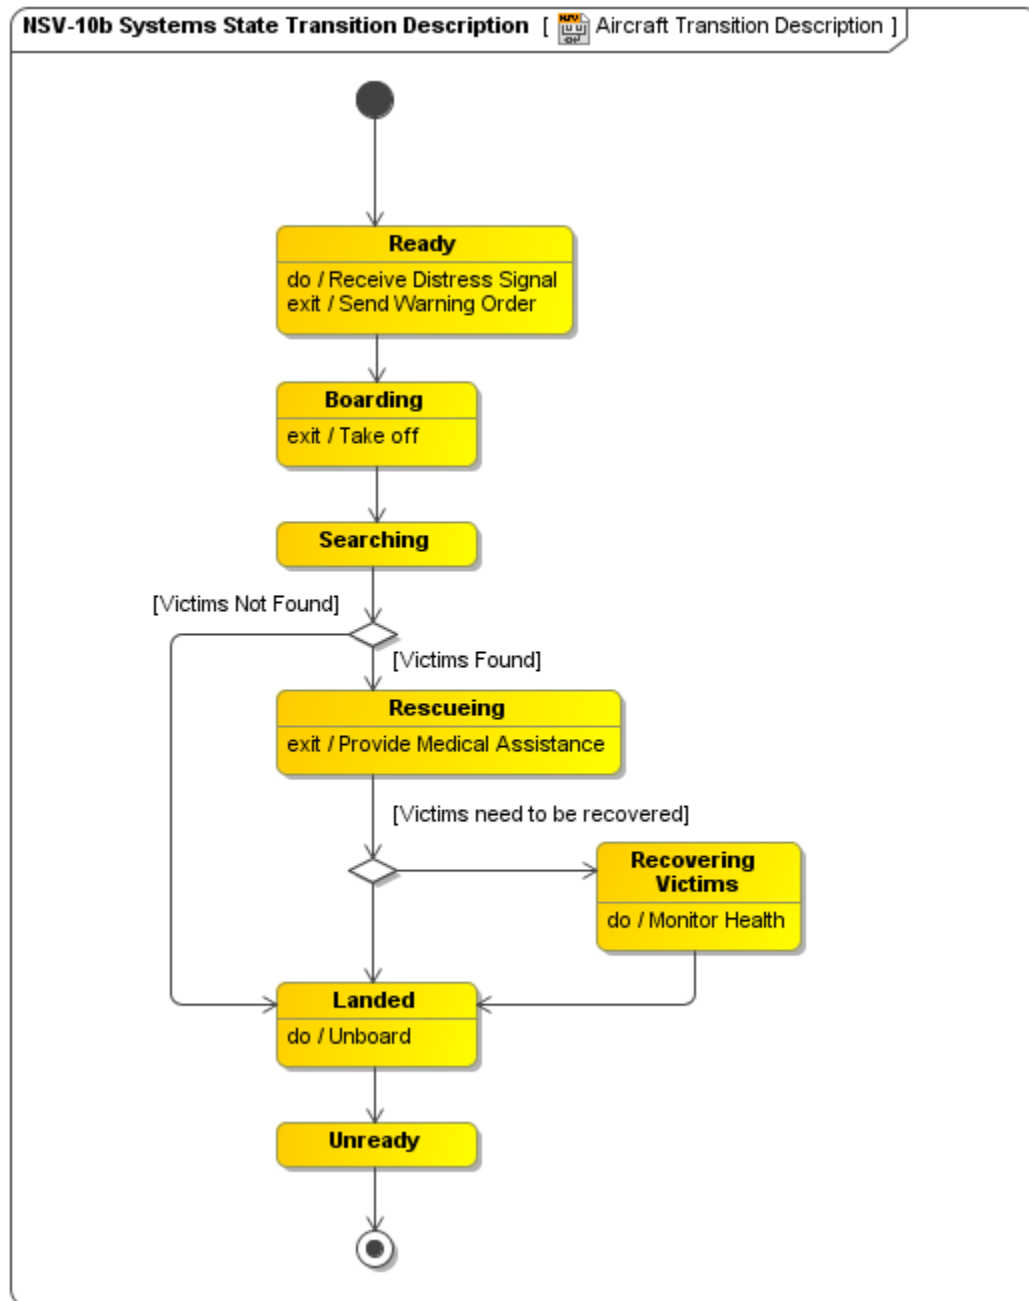 NSV-10b Systems State Transition Description [ NSV Aircraft Transition Description ]
Ready
do / Receive Distress Signal
exit / Send Warning Order
Boarding
exit / Take off
Searching
[Victims Not Found]
[Victims Found]
Rescueing
exit / Provide Medical Assistance
[Victims need to be recovered]
Recovering
Victims
do / Monitor Health
Landed
do / Unboard
Unready